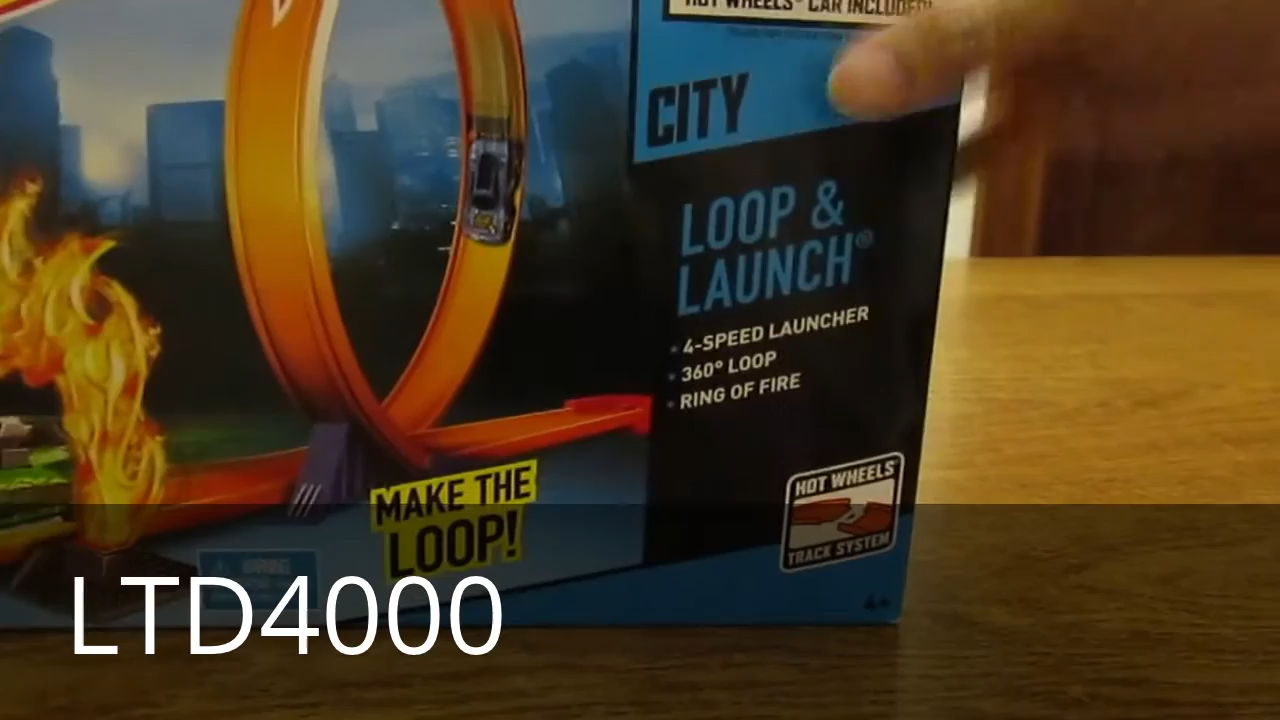 HOT WHEELS® CAR INCLUDED!
CITY
LOOP &
LAUNCH®
• 4-SPEED LAUNCHER
• 360° LOOP
• RING OF FIRE
MAKE THE
LOOP!
HOT WHEELS
TRACK SYSTEM
4+
LTD4000